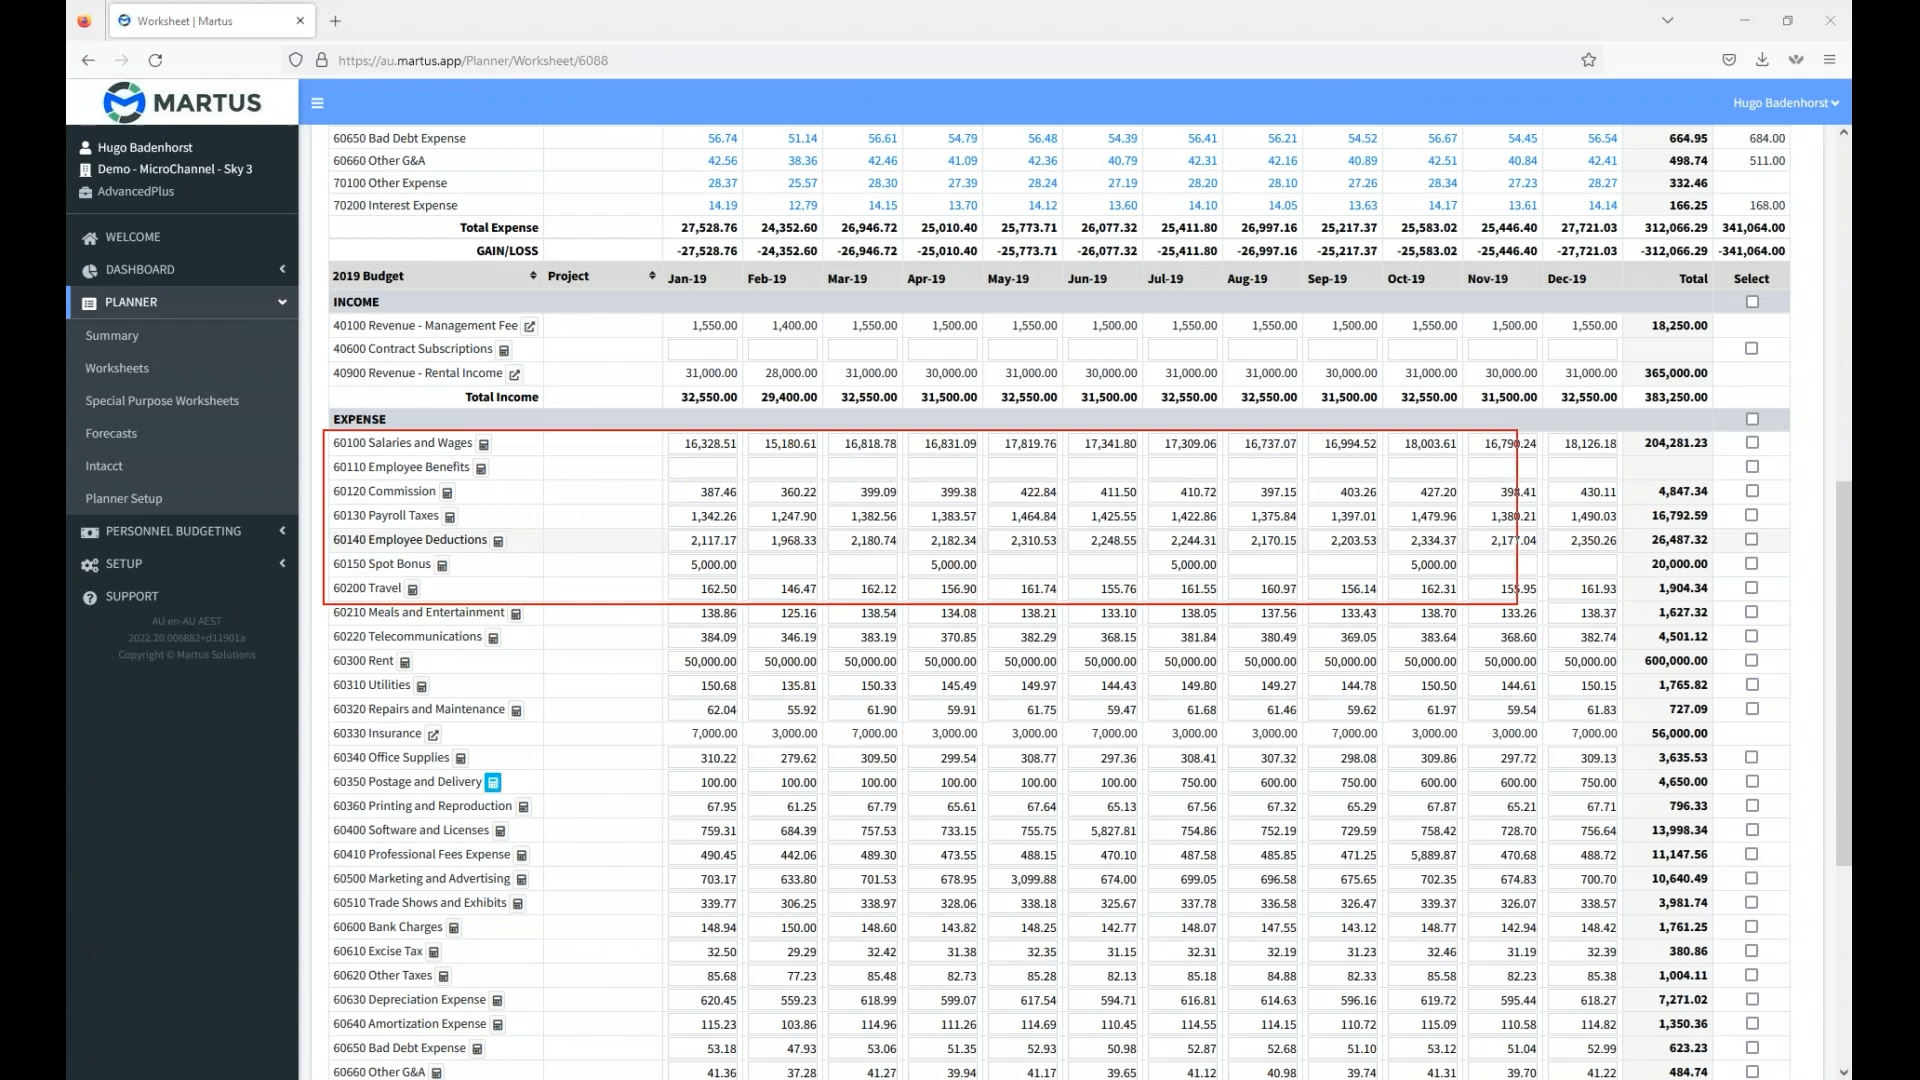 Worksheet | Martus
https://au.martus.app/Planner/Worksheet/6088
MARTUS
Hugo Badenhorst
Hugo Badenhorst
Demo - MicroChannel - Sky 3
AdvancedPlus
WELCOME
DASHBOARD
PLANNER
Summary
Worksheets
Special Purpose Worksheets
Forecasts
Intacct
Planner Setup
PERSONNEL BUDGETING
SETUP
SUPPORT
AU en-AU AEST
2022.20.006882+d11901a
Copyright © Martus Solutions
60650 Bad Debt Expense 56.74 51.14 56.61 54.79 56.48 54.39 56.41 56.21 54.52 56.67 54.45 56.54 664.95 684.00
60660 Other G&A 42.56 38.36 42.46 41.09 42.36 40.79 42.31 42.16 40.89 42.51 40.84 42.41 498.74 511.00
70100 Other Expense 28.37 25.57 28.30 27.39 28.24 27.19 28.20 28.10 27.26 28.34 27.23 28.27 332.46
70200 Interest Expense 14.19 12.79 14.15 13.70 14.12 13.60 14.10 14.05 13.63 14.17 13.61 14.14 166.25 168.00
Total Expense 27,528.76 24,352.60 26,946.72 25,010.40 25,773.71 26,077.32 25,411.80 26,997.16 25,217.37 25,583.02 25,446.40 27,721.03 312,066.29 341,064.00
GAIN/LOSS -27,528.76 -24,352.60 -26,946.72 -25,010.40 -25,773.71 -26,077.32 -25,411.80 -26,997.16 -25,217.37 -25,583.02 -25,446.40 -27,721.03 -312,066.29 -341,064.00
2019 Budget Project Jan-19 Feb-19 Mar-19 Apr-19 May-19 Jun-19 Jul-19 Aug-19 Sep-19 Oct-19 Nov-19 Dec-19 Total Select
INCOME
40100 Revenue - Management Fee 1,550.00 1,400.00 1,550.00 1,500.00 1,550.00 1,500.00 1,550.00 1,550.00 1,500.00 1,550.00 1,500.00 1,550.00 18,250.00
40600 Contract Subscriptions
40900 Revenue - Rental Income 31,000.00 28,000.00 31,000.00 30,000.00 31,000.00 30,000.00 31,000.00 31,000.00 30,000.00 31,000.00 30,000.00 31,000.00 365,000.00
Total Income 32,550.00 29,400.00 32,550.00 31,500.00 32,550.00 31,500.00 32,550.00 32,550.00 31,500.00 32,550.00 31,500.00 32,550.00 383,250.00
EXPENSE
60100 Salaries and Wages 16,328.51 15,180.61 16,818.78 16,831.09 17,819.76 17,341.80 17,309.06 16,737.07 16,994.52 18,003.61 16,790.24 18,126.18 204,281.23
60110 Employee Benefits
60120 Commission 387.46 360.22 399.09 399.38 422.84 411.50 410.72 397.15 403.26 427.20 398.41 430.11 4,847.34
60130 Payroll Taxes 1,342.26 1,247.90 1,382.56 1,383.57 1,464.84 1,425.55 1,422.86 1,375.84 1,397.01 1,479.96 1,380.21 1,490.03 16,792.59
60140 Employee Deductions 2,117.17 1,968.33 2,180.74 2,182.34 2,310.53 2,248.55 2,244.31 2,170.15 2,203.53 2,334.37 2,177.04 2,350.26 26,487.32
60150 Spot Bonus 5,000.00 5,000.00 5,000.00 5,000.00 20,000.00
60200 Travel 162.50 146.47 162.12 156.90 161.74 155.76 161.55 160.97 156.14 162.31 155.95 161.93 1,904.34
60210 Meals and Entertainment 138.86 125.16 138.54 134.08 138.21 133.10 138.05 137.56 133.43 138.70 133.26 138.37 1,627.32
60220 Telecommunications 384.09 346.19 383.19 370.85 382.29 368.15 381.84 380.49 369.05 383.64 368.60 382.74 4,501.12
60300 Rent 50,000.00 50,000.00 50,000.00 50,000.00 50,000.00 50,000.00 50,000.00 50,000.00 50,000.00 50,000.00 50,000.00 50,000.00 600,000.00
60310 Utilities 150.68 135.81 150.33 145.49 149.97 144.43 149.80 149.27 144.78 150.50 144.61 150.15 1,765.82
60320 Repairs and Maintenance 62.04 55.92 61.90 59.91 61.75 59.47 61.68 61.46 59.62 61.97 59.54 61.83 727.09
60330 Insurance 7,000.00 3,000.00 7,000.00 3,000.00 3,000.00 7,000.00 3,000.00 3,000.00 7,000.00 3,000.00 3,000.00 7,000.00 56,000.00
60340 Office Supplies 310.22 279.62 309.50 299.54 308.77 297.36 308.41 307.32 298.08 309.86 297.72 309.13 3,635.53
60350 Postage and Delivery 100.00 100.00 100.00 100.00 100.00 100.00 750.00 600.00 750.00 600.00 600.00 750.00 4,650.00
60360 Printing and Reproduction 67.95 61.25 67.79 65.61 67.64 65.13 67.56 67.32 65.29 67.87 65.21 67.71 796.33
60400 Software and Licenses 759.31 684.39 757.53 733.15 755.75 5,827.81 754.86 752.19 729.59 758.42 728.70 756.64 13,998.34
60410 Professional Fees Expense 490.45 442.06 489.30 473.55 488.15 470.10 487.58 485.85 471.25 5,889.87 470.68 488.72 11,147.56
60500 Marketing and Advertising 703.17 633.80 701.53 678.95 3,099.88 674.00 699.05 696.58 675.65 702.35 674.83 700.70 10,640.49
60510 Trade Shows and Exhibits 339.77 306.25 338.97 328.06 338.18 325.67 337.78 336.58 326.47 339.37 326.07 338.57 3,981.74
60600 Bank Charges 148.94 150.00 148.60 143.82 148.25 142.77 148.07 147.55 143.12 148.77 142.94 148.42 1,761.25
60610 Excise Tax 32.50 29.29 32.42 31.38 32.35 31.15 32.31 32.19 31.23 32.46 31.19 32.39 380.86
60620 Other Taxes 85.68 77.23 85.48 82.73 85.28 82.13 85.18 84.88 82.33 85.58 82.23 85.38 1,004.11
60630 Depreciation Expense 620.45 559.23 618.99 599.07 617.54 594.71 616.81 614.63 596.16 619.72 595.44 618.27 7,271.02
60640 Amortization Expense 115.23 103.86 114.96 111.26 114.69 110.45 114.55 114.15 110.72 115.09 110.58 114.82 1,350.36
60650 Bad Debt Expense 53.18 47.93 53.06 51.35 52.93 50.98 52.87 52.68 51.10 53.12 51.04 52.99 623.23
60660 Other G&A 41.36 37.28 41.27 39.94 41.17 39.65 41.12 40.98 39.74 41.31 39.70 41.22 484.74